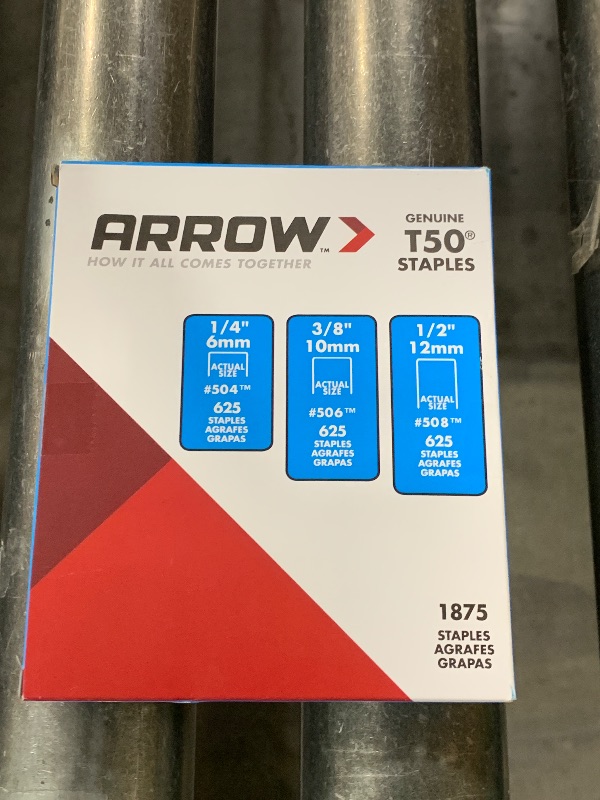 ARROW™
HOW IT ALL COMES TOGETHER
GENUINE
T50®
STAPLES
1/4"
6mm
ACTUAL
SIZE
#504™
625
STAPLES
AGRAFES
GRAPAS
3/8"
10mm
ACTUAL
SIZE
#506™
625
STAPLES
AGRAFES
GRAPAS
1/2"
12mm
ACTUAL
SIZE
#508™
625
STAPLES
AGRAFES
GRAPAS
1875
STAPLES
AGRAFES
GRAPAS